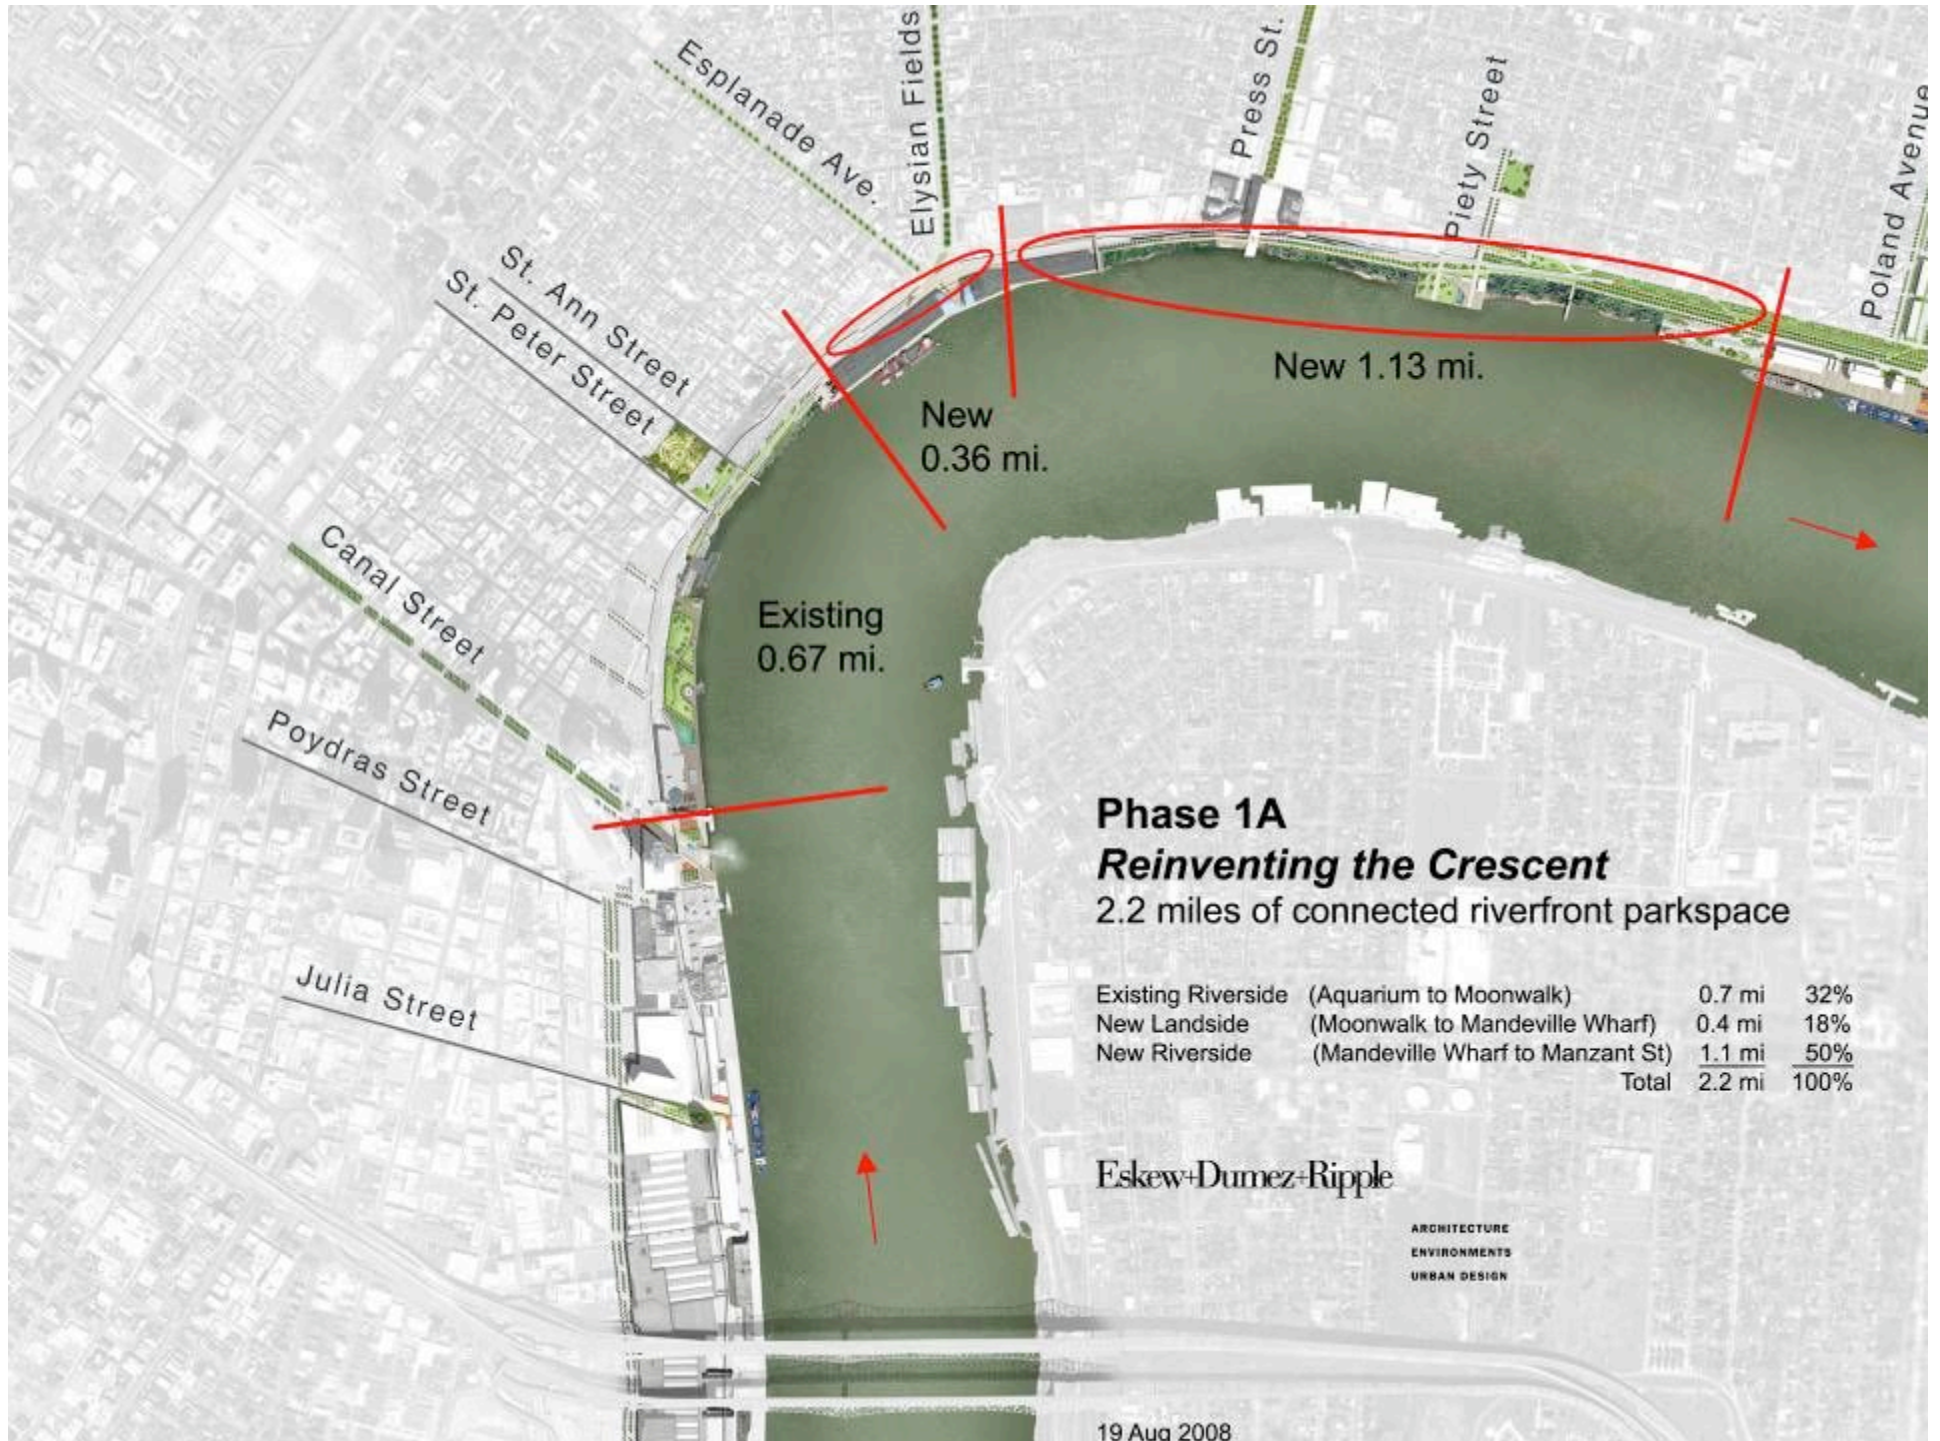 Esplanade Ave.
Elysian Fields
Press St.
Piety Street
Poland Avenue
St. Ann Street
St. Peter Street
Canal Street
Poydras Street
Julia Street
New 1.13 mi.
New
0.36 mi.
Existing
0.67 mi.
Phase 1A
Reinventing the Crescent
2.2 miles of connected riverfront parkspace
Existing Riverside (Aquarium to Moonwalk) 0.7 mi 32%
New Landside (Moonwalk to Mandeville Wharf) 0.4 mi 18%
New Riverside (Mandeville Wharf to Manzant St) 1.1 mi 50%
Total 2.2 mi 100%
Eskew+Dumez+Ripple
ARCHITECTURE
ENVIRONMENTS
URBAN DESIGN
19 Aug 2008